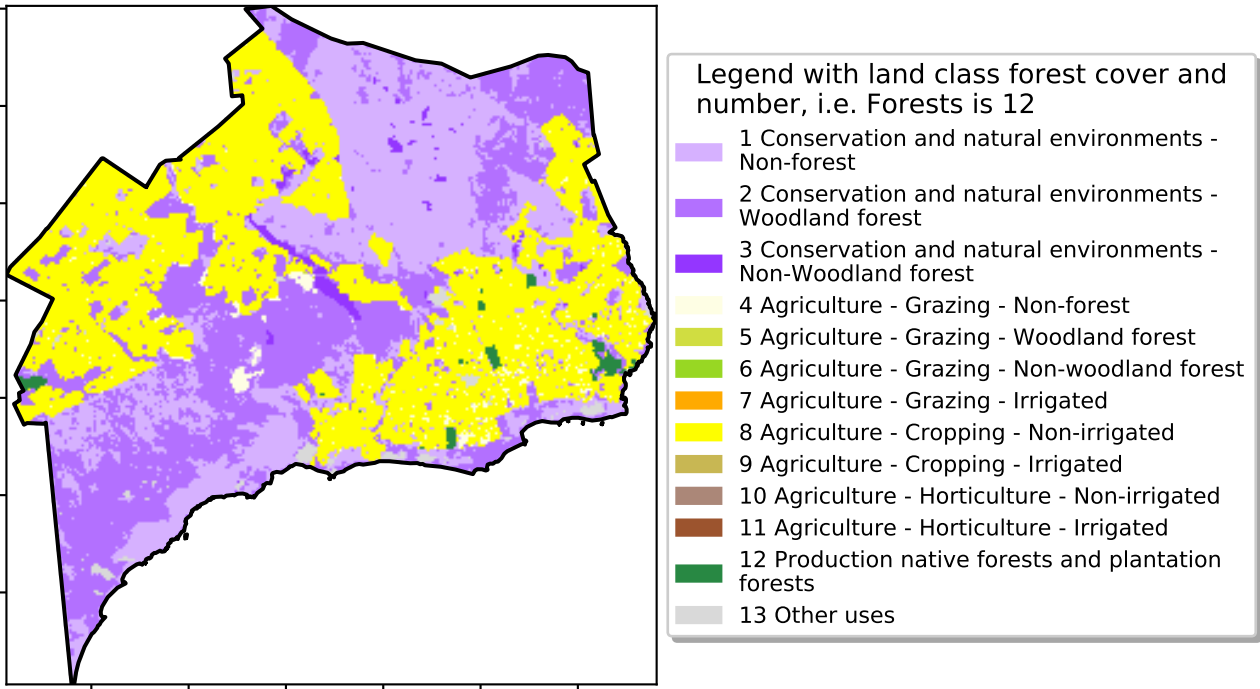 Legend with land class forest cover and
number, i.e. Forests is 12
1 Conservation and natural environments -
Non-forest
2 Conservation and natural environments -
Woodland forest
3 Conservation and natural environments -
Non-Woodland forest
4 Agriculture - Grazing - Non-forest
5 Agriculture - Grazing - Woodland forest
6 Agriculture - Grazing - Non-woodland forest
7 Agriculture - Grazing - Irrigated
8 Agriculture - Cropping - Non-irrigated
9 Agriculture - Cropping - Irrigated
10 Agriculture - Horticulture - Non-irrigated
11 Agriculture - Horticulture - Irrigated
12 Production native forests and plantation
forests
13 Other uses